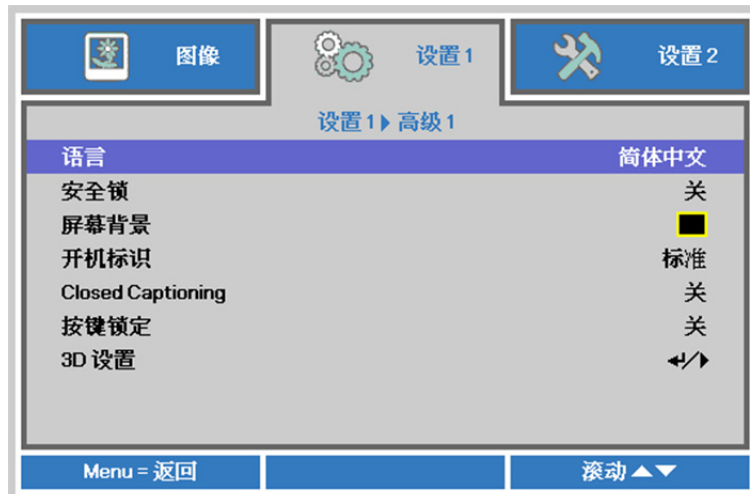 图像
设置 1
设置 2
设置 1 高级 1
语言 简体中文
安全锁 关
屏幕背景
开机标识 标准
Closed Captioning 关
按键锁定 关
3D 设置 /
Menu = 返回
滚动